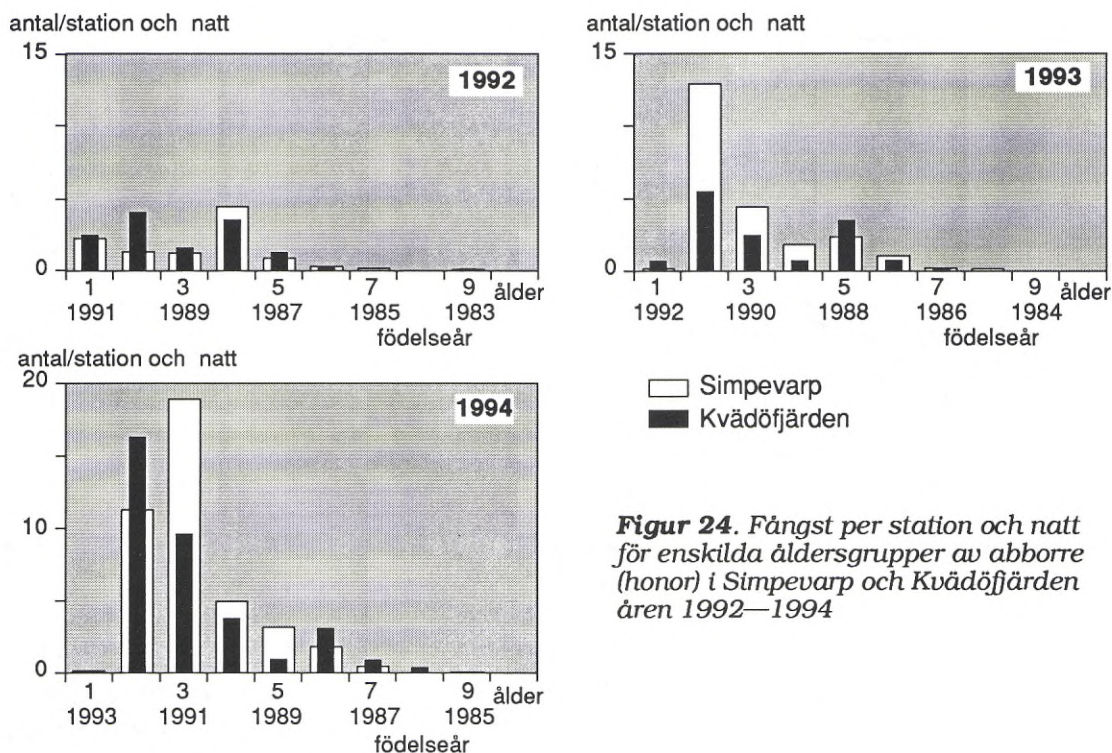 antal/station och natt
15
1992
0
1 3 5 7 9 ålder
1991 1989 1987 1985 1983
födelseår
antal/station och natt
15
1993
0
1 3 5 7 9 ålder
1992 1990 1988 1986 1984
födelseår
antal/station och natt
20
1994
10
0
1 3 5 7 9 ålder
1993 1991 1989 1987 1985
födelseår
Simpevarp
Kvädöfjärden
Figur 24. Fångst per station och natt
för enskilda åldersgrupper av abborre
(honor) i Simpevarp och Kvädöfjärden
åren 1992—1994